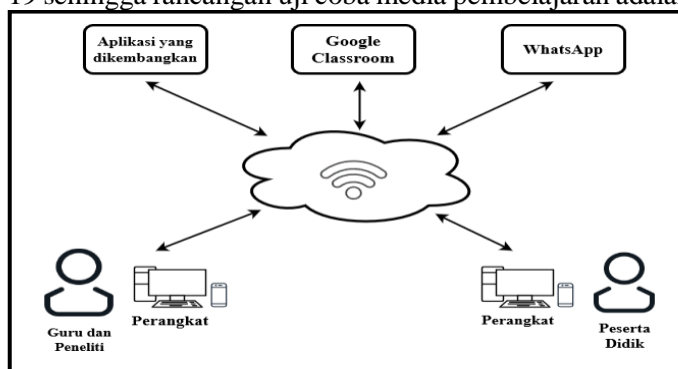 19 sehingga rancangan uji coba media pembelajaran adalah
Aplikasi yang
dikembangkan
Google
Classroom
WhatsApp
Guru dan
Peneliti
Perangkat
Perangkat
Peserta
Didik